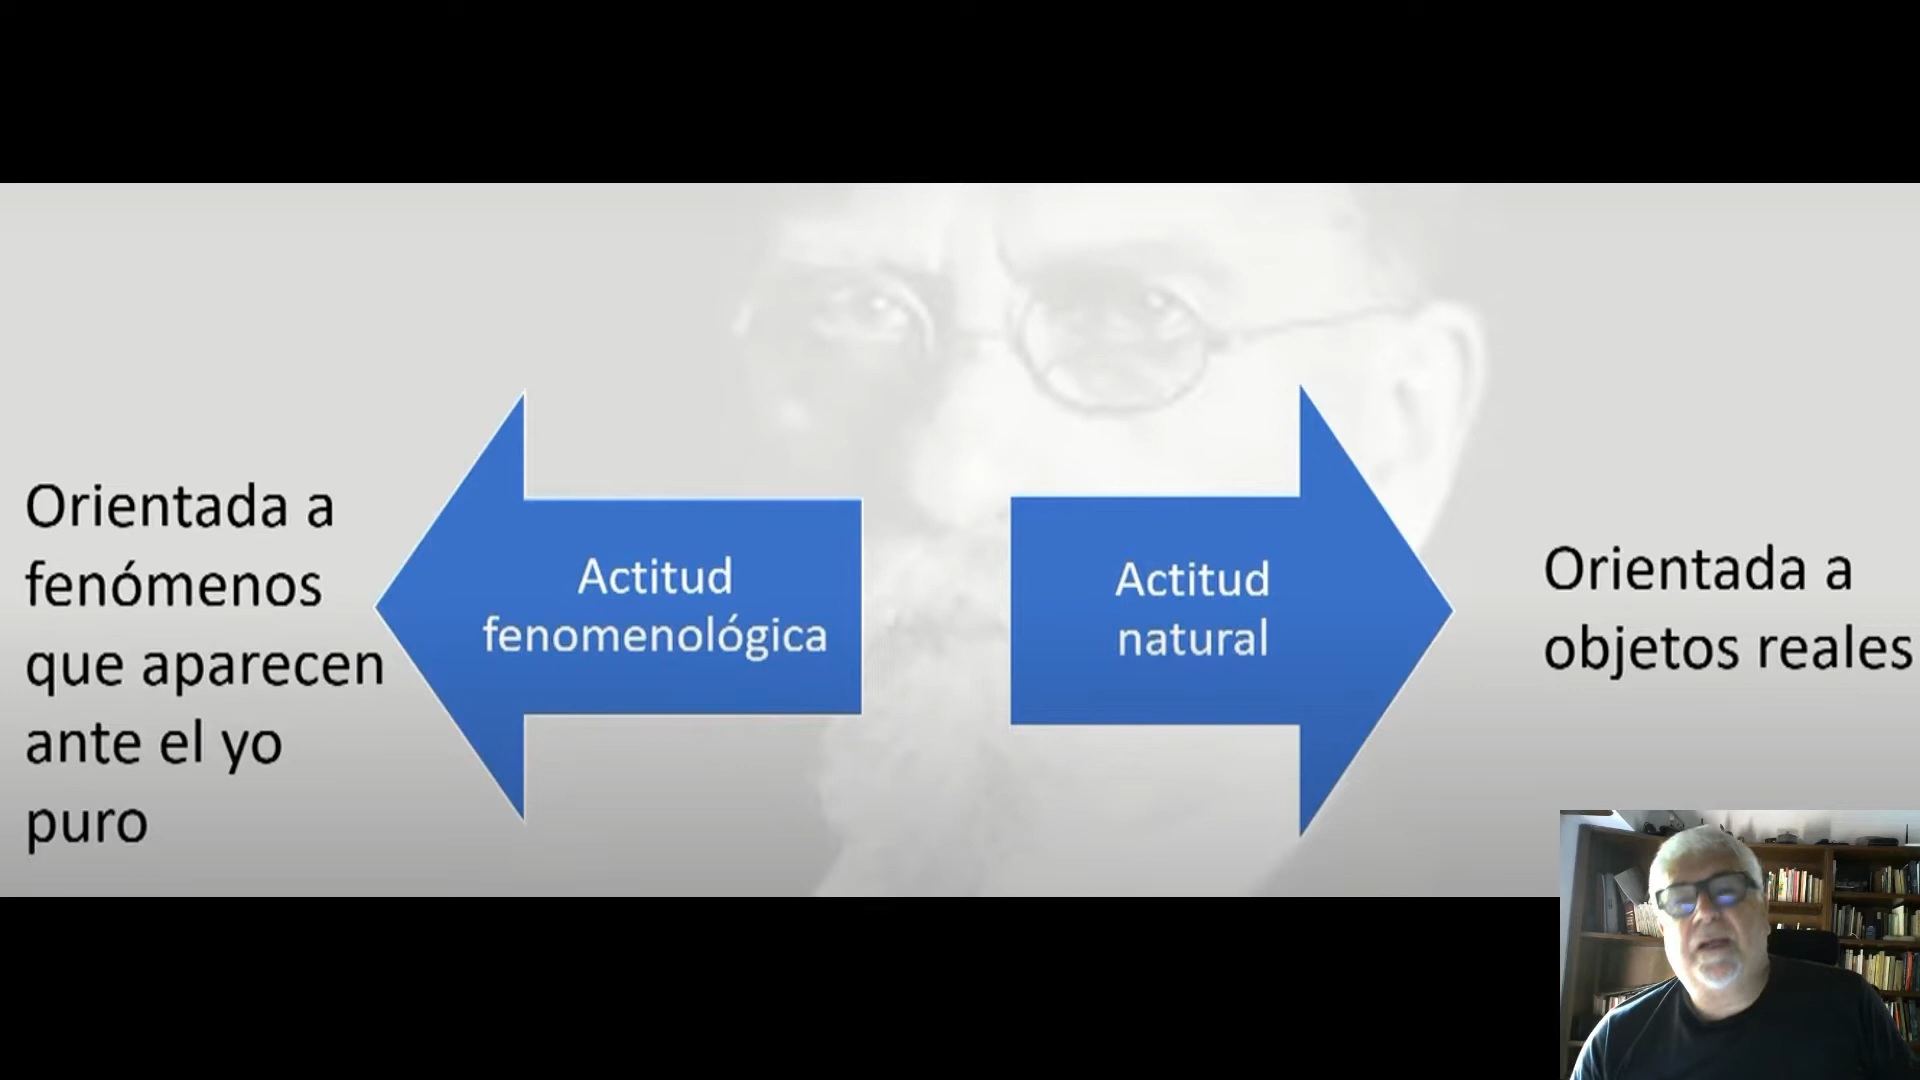 Orientada a
fenómenos
que aparecen
ante el yo
puro
Actitud
fenomenológica
Actitud
natural
Orientada a
objetos reales